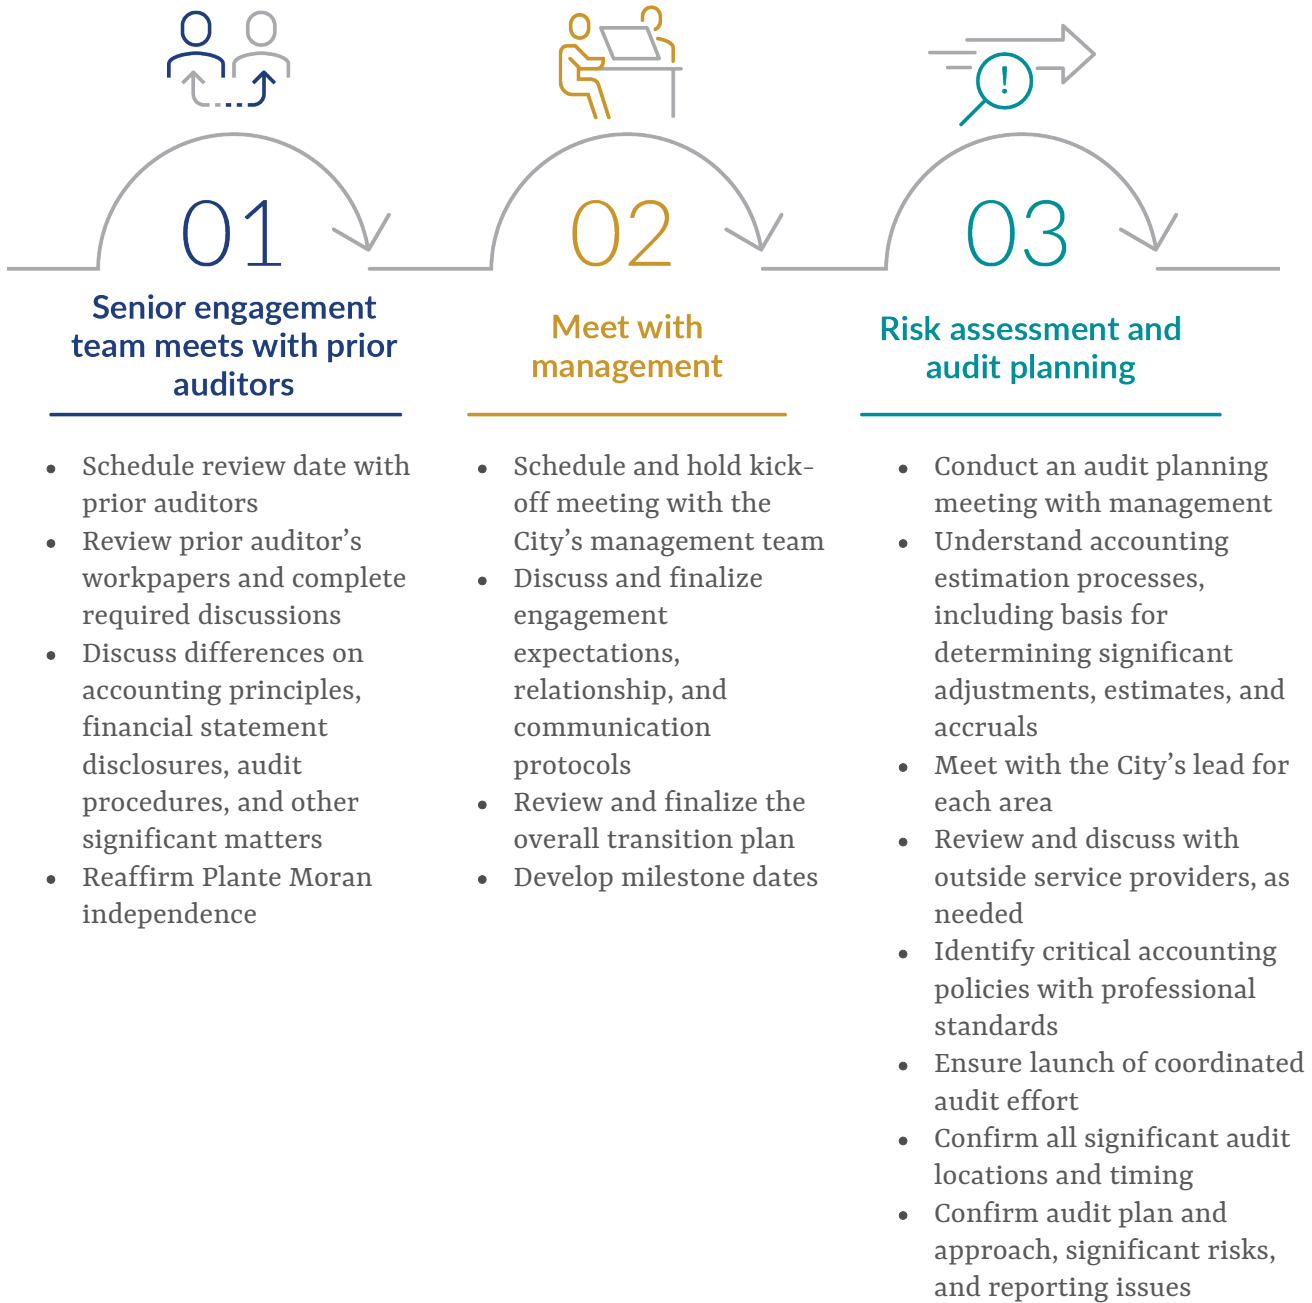 !
01
Senior engagement
team meets with prior
auditors
• Schedule review date with
prior auditors
• Review prior auditor’s
workpapers and complete
required discussions
• Discuss differences on
accounting principles,
financial statement
disclosures, audit
procedures, and other
significant matters
• Reaffirm Plante Moran
independence
02
Meet with
management
• Schedule and hold kick-
off meeting with the
City’s management team
• Discuss and finalize
engagement
expectations,
relationship, and
communication
protocols
• Review and finalize the
overall transition plan
• Develop milestone dates
03
Risk assessment and
audit planning
• Conduct an audit planning
meeting with management
• Understand accounting
estimation processes,
including basis for
determining significant
adjustments, estimates, and
accruals
• Meet with the City’s lead for
each area
• Review and discuss with
outside service providers, as
needed
• Identify critical accounting
policies with professional
standards
• Ensure launch of coordinated
audit effort
• Confirm all significant audit
locations and timing
• Confirm audit plan and
approach, significant risks,
and reporting issues